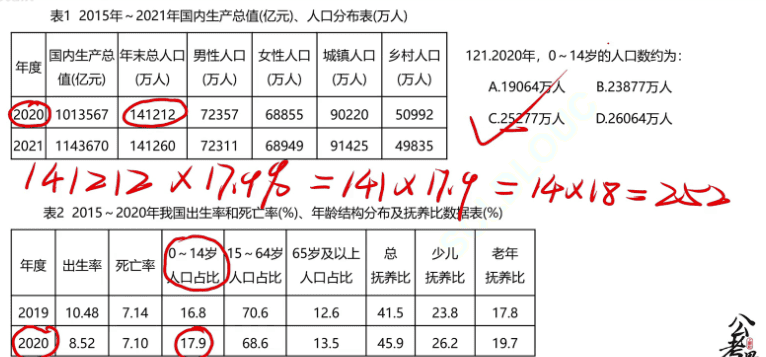 表1 2015年～2021年国内生产总值(亿元)、人口分布表(万人)
年度 国内生产总值(亿元) 年末总人口(万人) 男性人口(万人) 女性人口(万人) 城镇人口(万人) 乡村人口(万人)
2020 1013567 141212 72357 68855 90220 50992
2021 1143670 141260 72311 68949 91425 49835
121.2020年，0～14岁的人口数约为：
A.19064万人 B.23877万人
C.25277万人 D.26064万人
141212×17.9%=141×17.9=14×18=252
表2 2015～2020年我国出生率和死亡率(%)、年龄结构分布及抚养比数据表(%)
年度 出生率 死亡率 0～14岁人口占比 15～64岁人口占比 65岁及以上人口占比 总抚养比 少儿抚养比 老年抚养比
2019 10.48 7.14 16.8 70.6 12.6 41.5 23.8 17.8
2020 8.52 7.10 17.9 68.6 13.5 45.9 26.2 19.7
公考